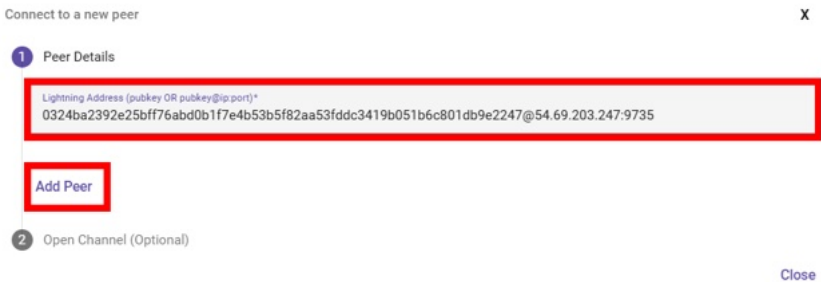 Connect to a new peer X
1 Peer Details
Lightning Address (pubkey OR pubkey@ip:port)*
0324ba2392e25bff76abd0b1f7e4b53b5f82aa53fddc3419b051b6c801db9e2247@54.69.203.247:9735
Add Peer
2 Open Channel (Optional)
Close